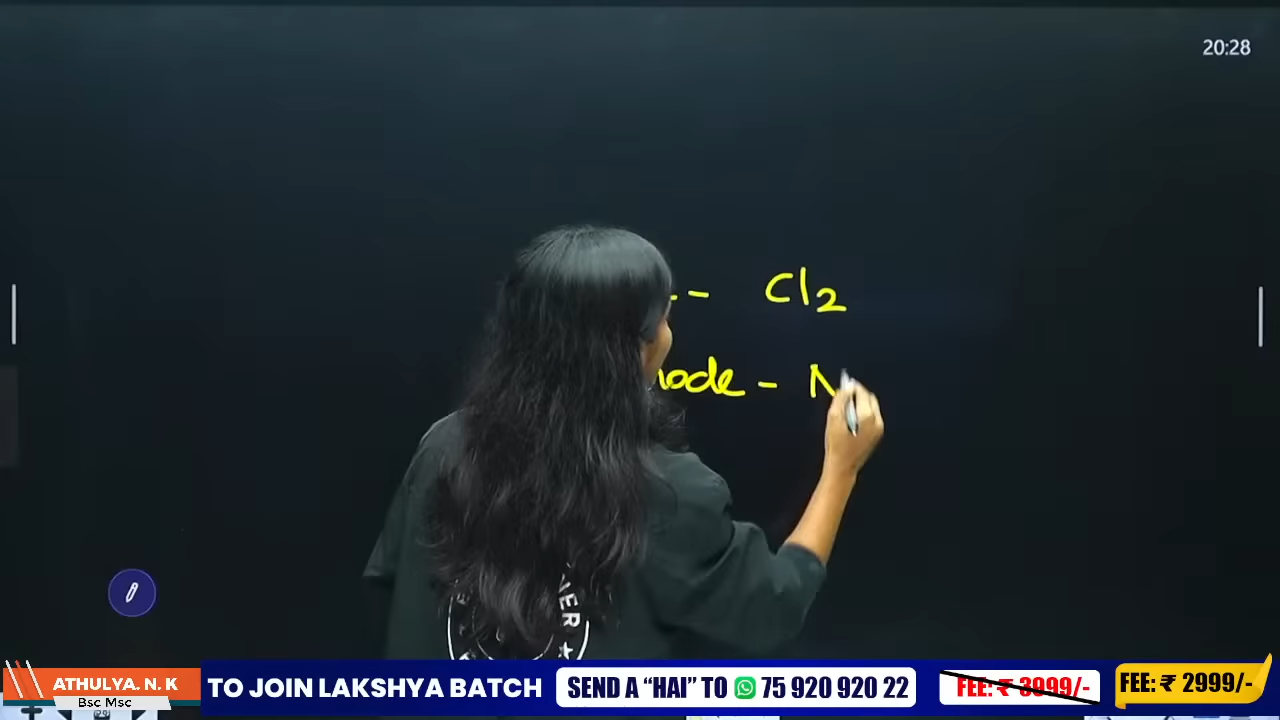 20:28
- Cl2
node - N
ATHULYA. N. K
Bsc Msc
TO JOIN LAKSHYA BATCH
SEND A “HAI” TO 75 920 920 22
FEE: ₹ 3999/-
FEE: ₹ 2999/-